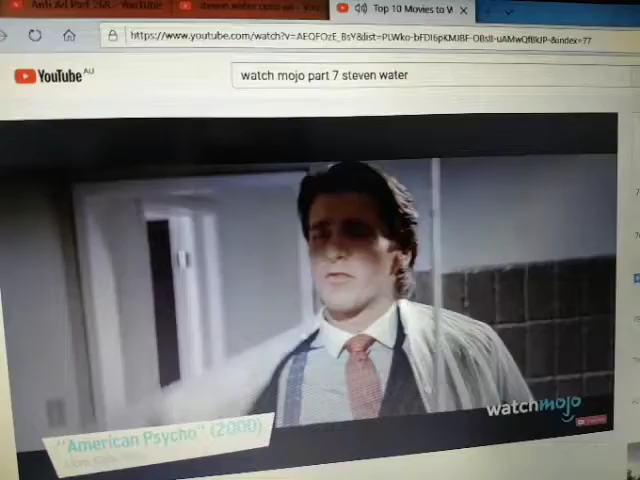 Top 10 Movies to W
https://www.youtube.com/watch?v=AEQFOzE_BsY&list=PLWko-bFDI6pKMJBF-OBsII-uAMwQfBkJP-&index=77
YouTube AU
watch mojo part 7 steven water
watchmojo
"American Psycho" (2000)